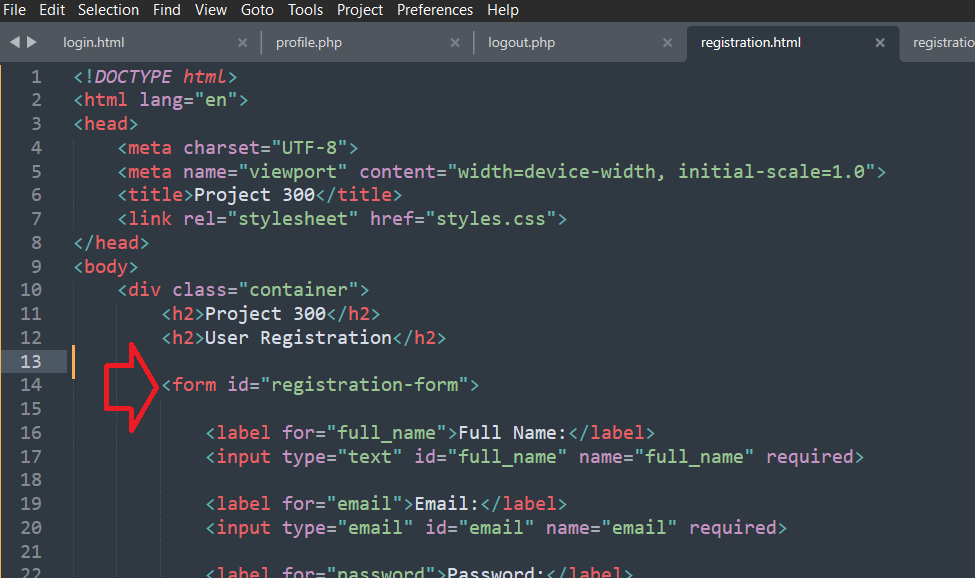 File Edit Selection Find View Goto Tools Project Preferences Help
login.html × profile.php × logout.php × registration.html × registratio
1 <!DOCTYPE html>
2 <html lang="en">
3 <head>
4 <meta charset="UTF-8">
5 <meta name="viewport" content="width=device-width, initial-scale=1.0">
6 <title>Project 300</title>
7 <link rel="stylesheet" href="styles.css">
8 </head>
9 <body>
10 <div class="container">
11 <h2>Project 300</h2>
12 <h2>User Registration</h2>
13
14 <form id="registration-form">
15
16 <label for="full_name">Full Name:</label>
17 <input type="text" id="full_name" name="full_name" required>
18
19 <label for="email">Email:</label>
20 <input type="email" id="email" name="email" required>
21
22 <label for="password">Password:</label>